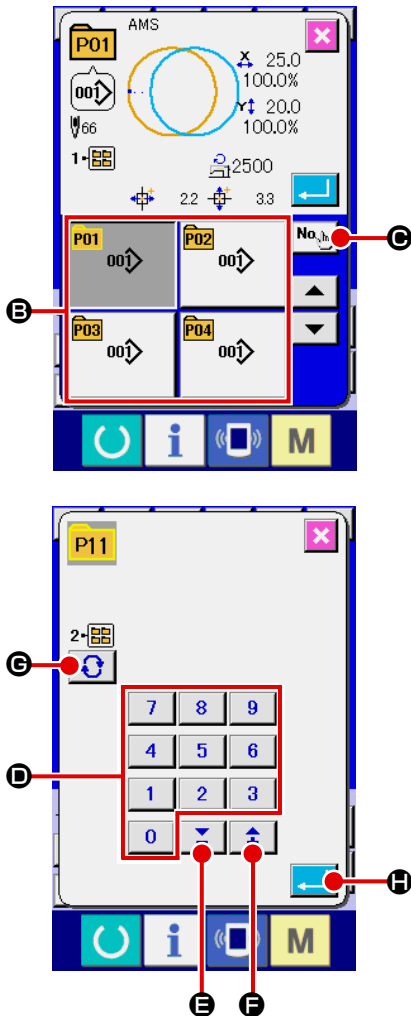 AMS
P01
X 25.0
100.0%
001
Y 20.0
100.0%
66
1
2500
2.2 3.3
P01 P02 No.
001 001
C
B
P03 P04
001 001
i M
P11
2
G
7 8 9
D
4 5 6
1 2 3
0
H
i M
E F